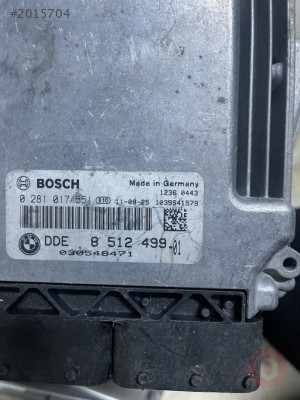 #2015704
BOSCH
Made in Germany
1236 0443
0 281 017 551 11-08-25 1039S41579
DDE 8 512 499-01
030548471